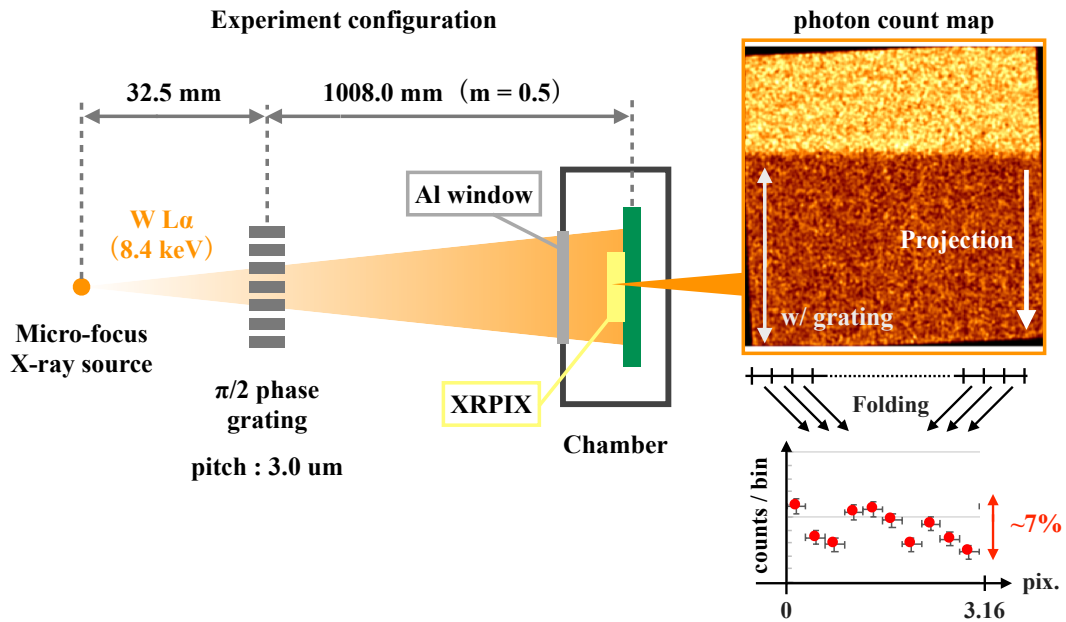 Experiment configuration
photon count map
32.5 mm
1008.0 mm（m = 0.5）
Al window
W Lα
（8.4 keV）
Projection
w/ grating
Micro-focus
X-ray source
π/2 phase
grating
pitch : 3.0 um
XRPIX
Chamber
Folding
counts / bin
~7%
pix.
0
3.16